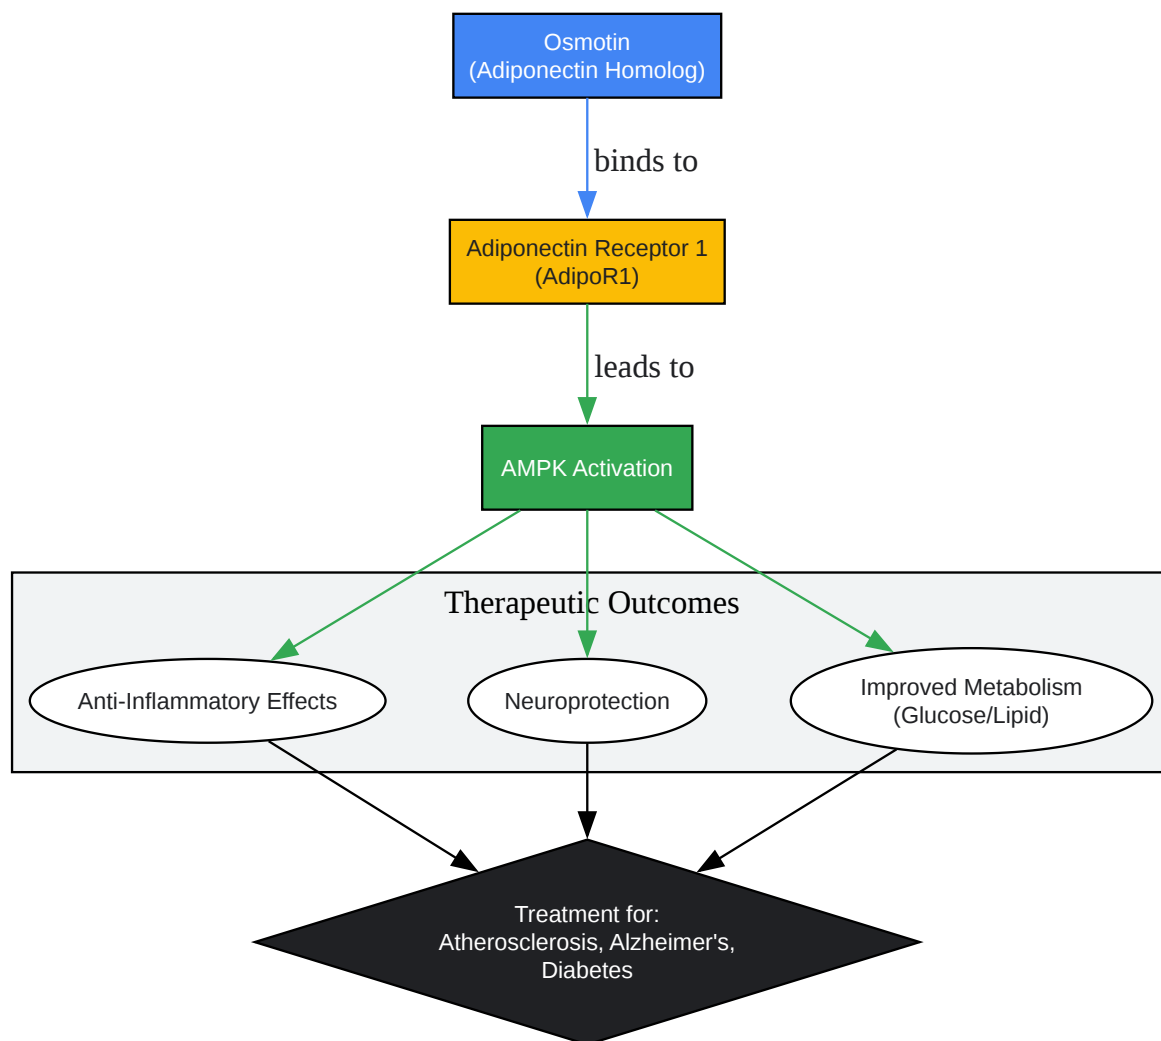 Osmotin
(Adiponectin Homolog)
binds to
Adiponectin Receptor 1
(AdipoR1)
leads to
AMPK Activation
Therapeutic Outcomes
Anti-Inflammatory Effects
Neuroprotection
Improved Metabolism
(Glucose/Lipid)
Treatment for:
Atherosclerosis, Alzheimer's,
Diabetes